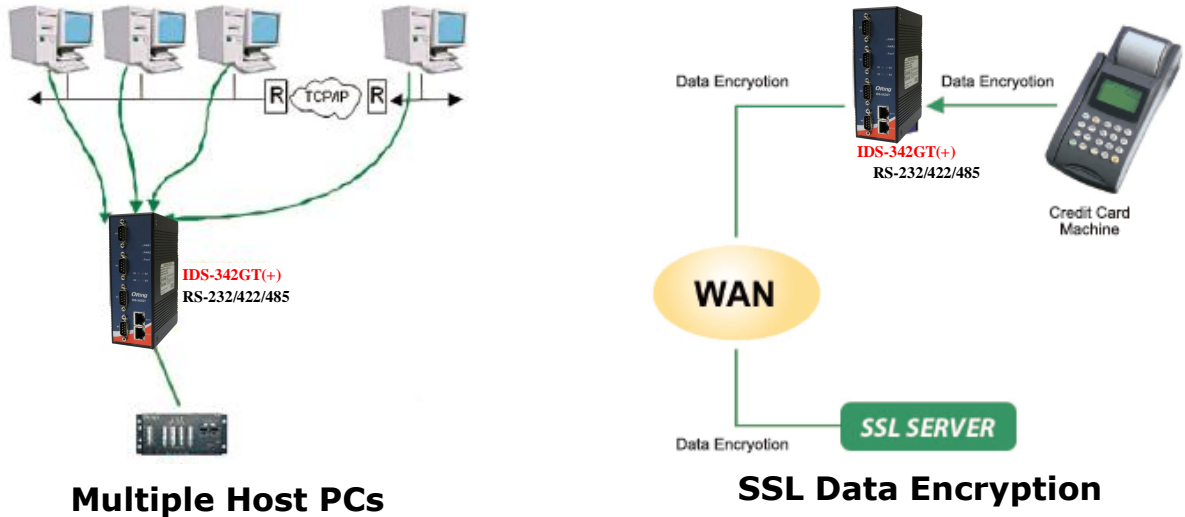 R
TCP/IP
R
IDS-342GT(+)
RS-232/422/485
Multiple Host PCs
Data Encryotion
Data Encryotion
ORing
IDS-342GT(+)
RS-232/422/485
Credit Card
Machine
WAN
SSL SERVER
Data Encryotion
SSL Data Encryption